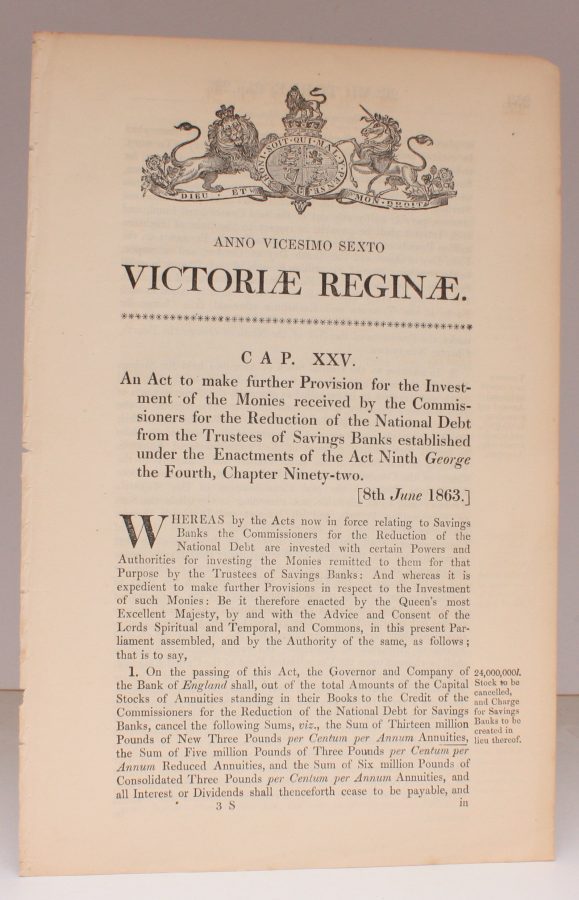 HONI·SOIT·QUI·MAL·Y·PENSE
DIEU · ET · MON·DROIT
ANNO VICESIMO SEXTO
VICTORIÆ REGINÆ.
CAP. XXV.
An Act to make further Provision for the Invest-
ment of the Monies received by the Commis-
sioners for the Reduction of the National Debt
from the Trustees of Savings Banks established
under the Enactments of the Act Ninth George
the Fourth, Chapter Ninety-two.
[8th June 1863.]
WHEREAS by the Acts now in force relating to Savings
Banks the Commissioners for the Reduction of the
National Debt are invested with certain Powers and
Authorities for investing the Monies remitted to them for that
Purpose by the Trustees of Savings Banks: And whereas it is
expedient to make further Provisions in respect to the Investment
of such Monies: Be it therefore enacted by the Queen's most
Excellent Majesty, by and with the Advice and Consent of the
Lords Spiritual and Temporal, and Commons, in this present Par-
liament assembled, and by the Authority of the same, as follows;
that is to say,
1. On the passing of this Act, the Governor and Company of
the Bank of England shall, out of the total Amounts of the Capital
Stocks of Annuities standing in their Books to the Credit of the
Commissioners for the Reduction of the National Debt for Savings
Banks, cancel the following Sums, viz., the Sum of Thirteen million
Pounds of New Three Pounds per Centum per Annum Annuities,
the Sum of Five million Pounds of Three Pounds per Centum per
Annum Reduced Annuities, and the Sum of Six million Pounds of
Consolidated Three Pounds per Centum per Annum Annuities, and
all Interest or Dividends shall thenceforth cease to be payable, and
24,000,000l.
Stock to be
cancelled,
and Charge
for Savings
Banks to be
created in
lieu thereof.
3 S
in